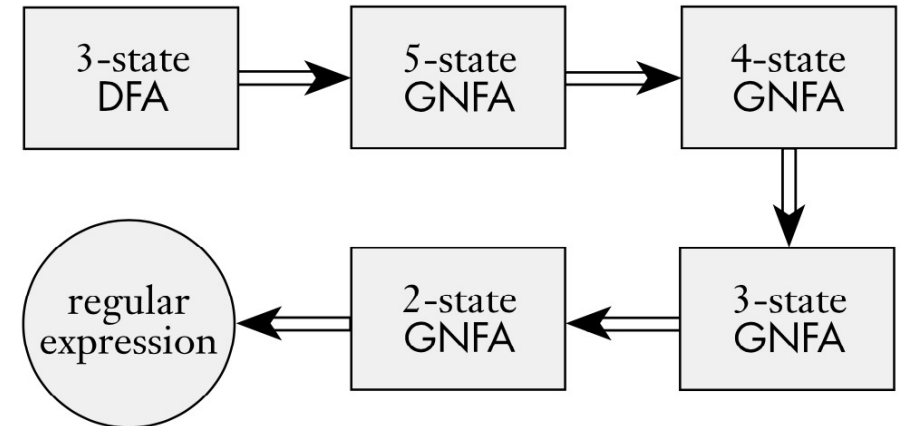 3-state
DFA
5-state
GNFA
4-state
GNFA
3-state
GNFA
2-state
GNFA
regular
expression